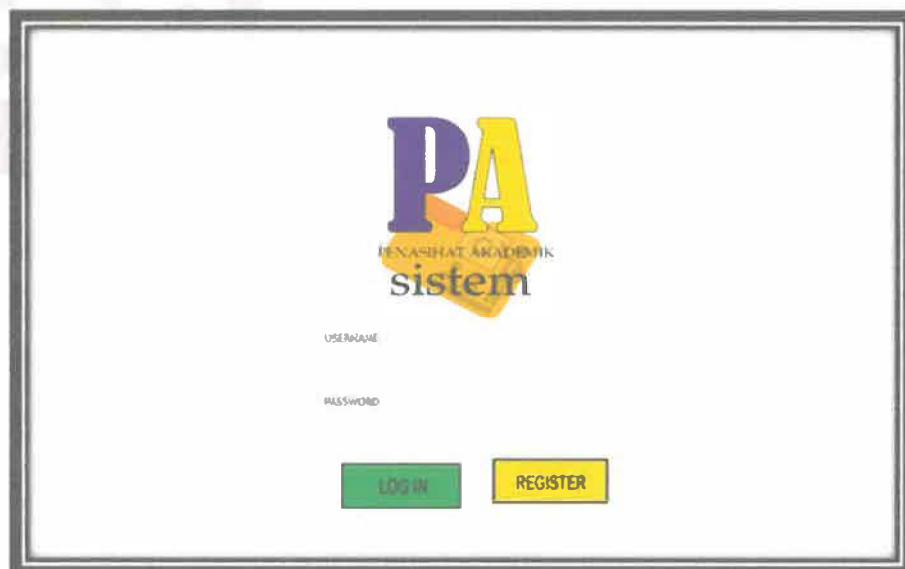 PA
PENASIHAT AKADEMIK
sistem
USERNAME
PASSWORD
LOG IN REGISTER